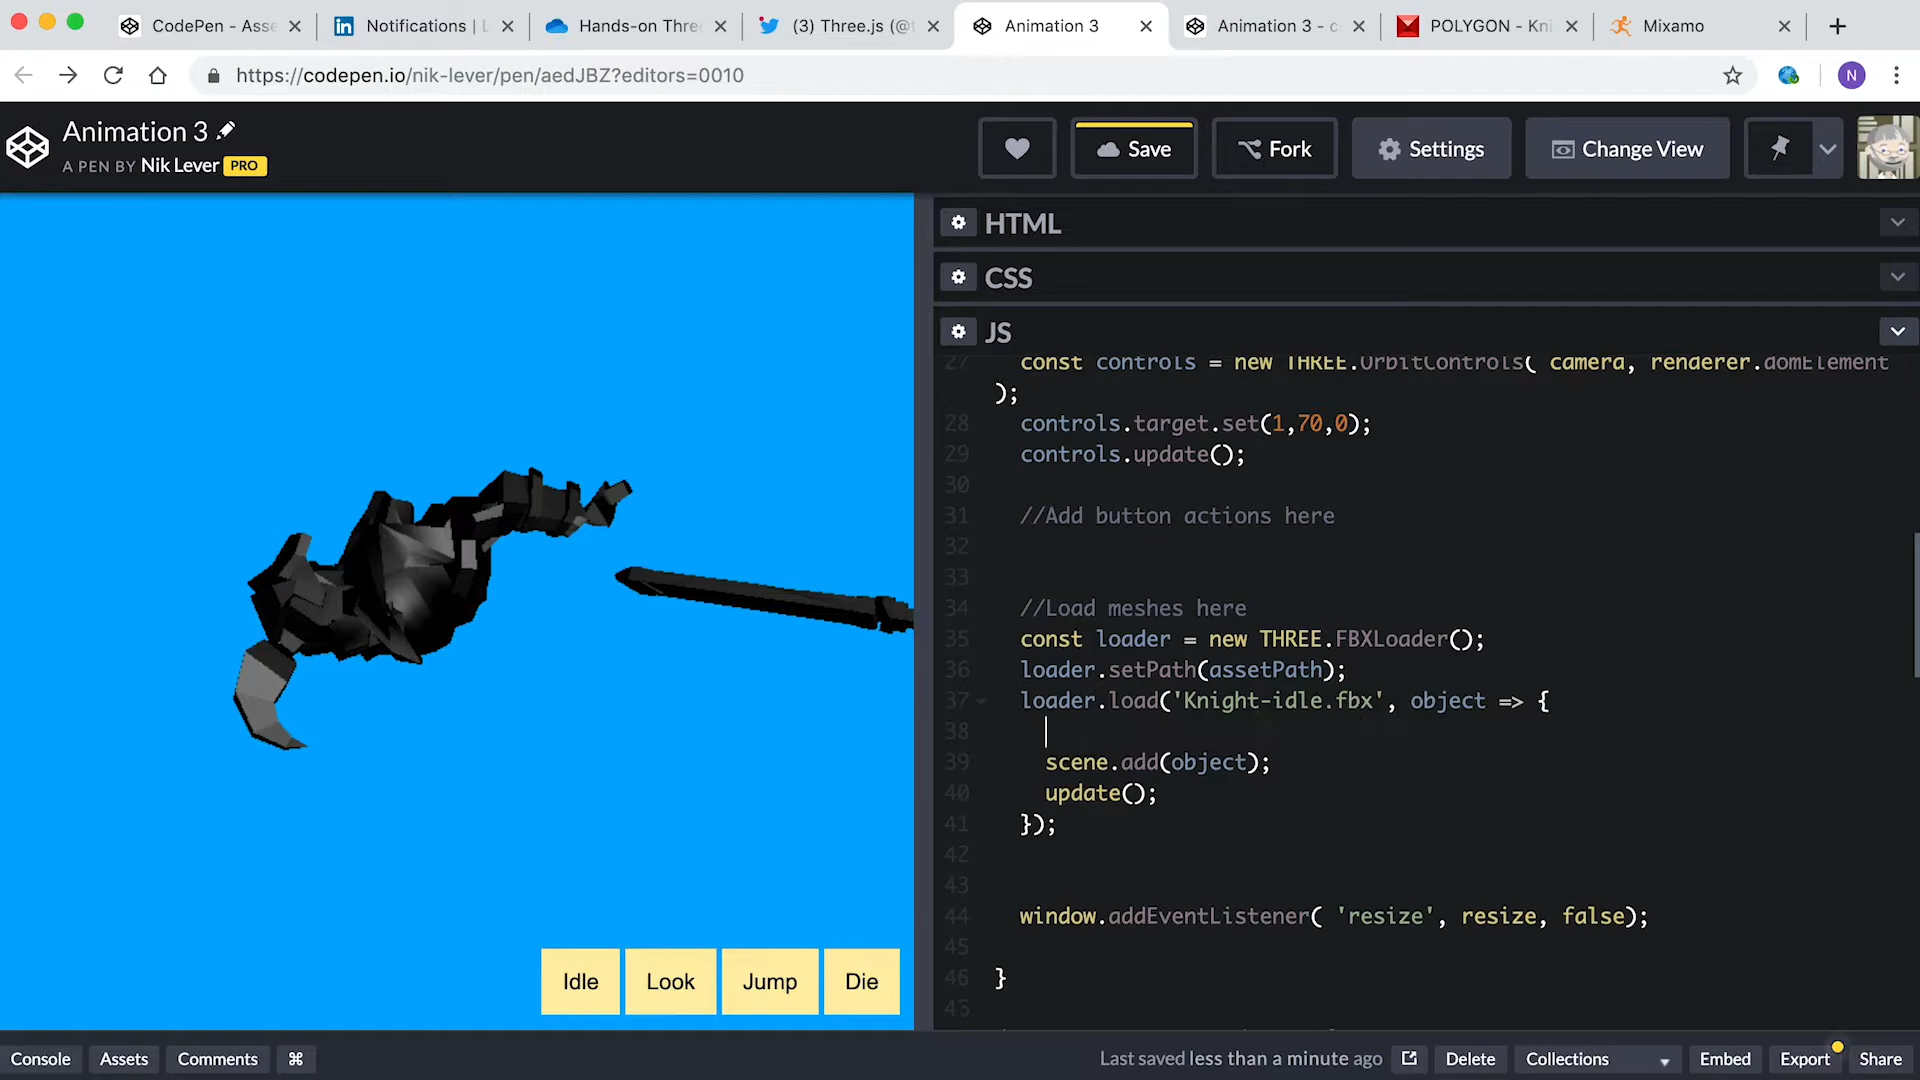 CodePen - Asse
Notifications | L
Hands-on Three
(3) Three.js (@t
Animation 3
Animation 3 - c
POLYGON - Kni
Mixamo
https://codepen.io/nik-lever/pen/aedJBZ?editors=0010
N
Animation 3
A PEN BY Nik Lever PRO
Save
Fork
Settings
Change View
HTML
CSS
JS
27 const controls = new THREE.OrbitControls( camera, renderer.domElement
);
28 controls.target.set(1,70,0);
29 controls.update();
30
31 //Add button actions here
32
33
34 //Load meshes here
35 const loader = new THREE.FBXLoader();
36 loader.setPath(assetPath);
37 loader.load('Knight-idle.fbx', object => {
38
39 scene.add(object);
40 update();
41 });
42
43
44 window.addEventListener( 'resize', resize, false);
45
46 }
Idle
Look
Jump
Die
Console
Assets
Comments
⌘
Last saved less than a minute ago
Delete
Collections
Embed
Export
Share